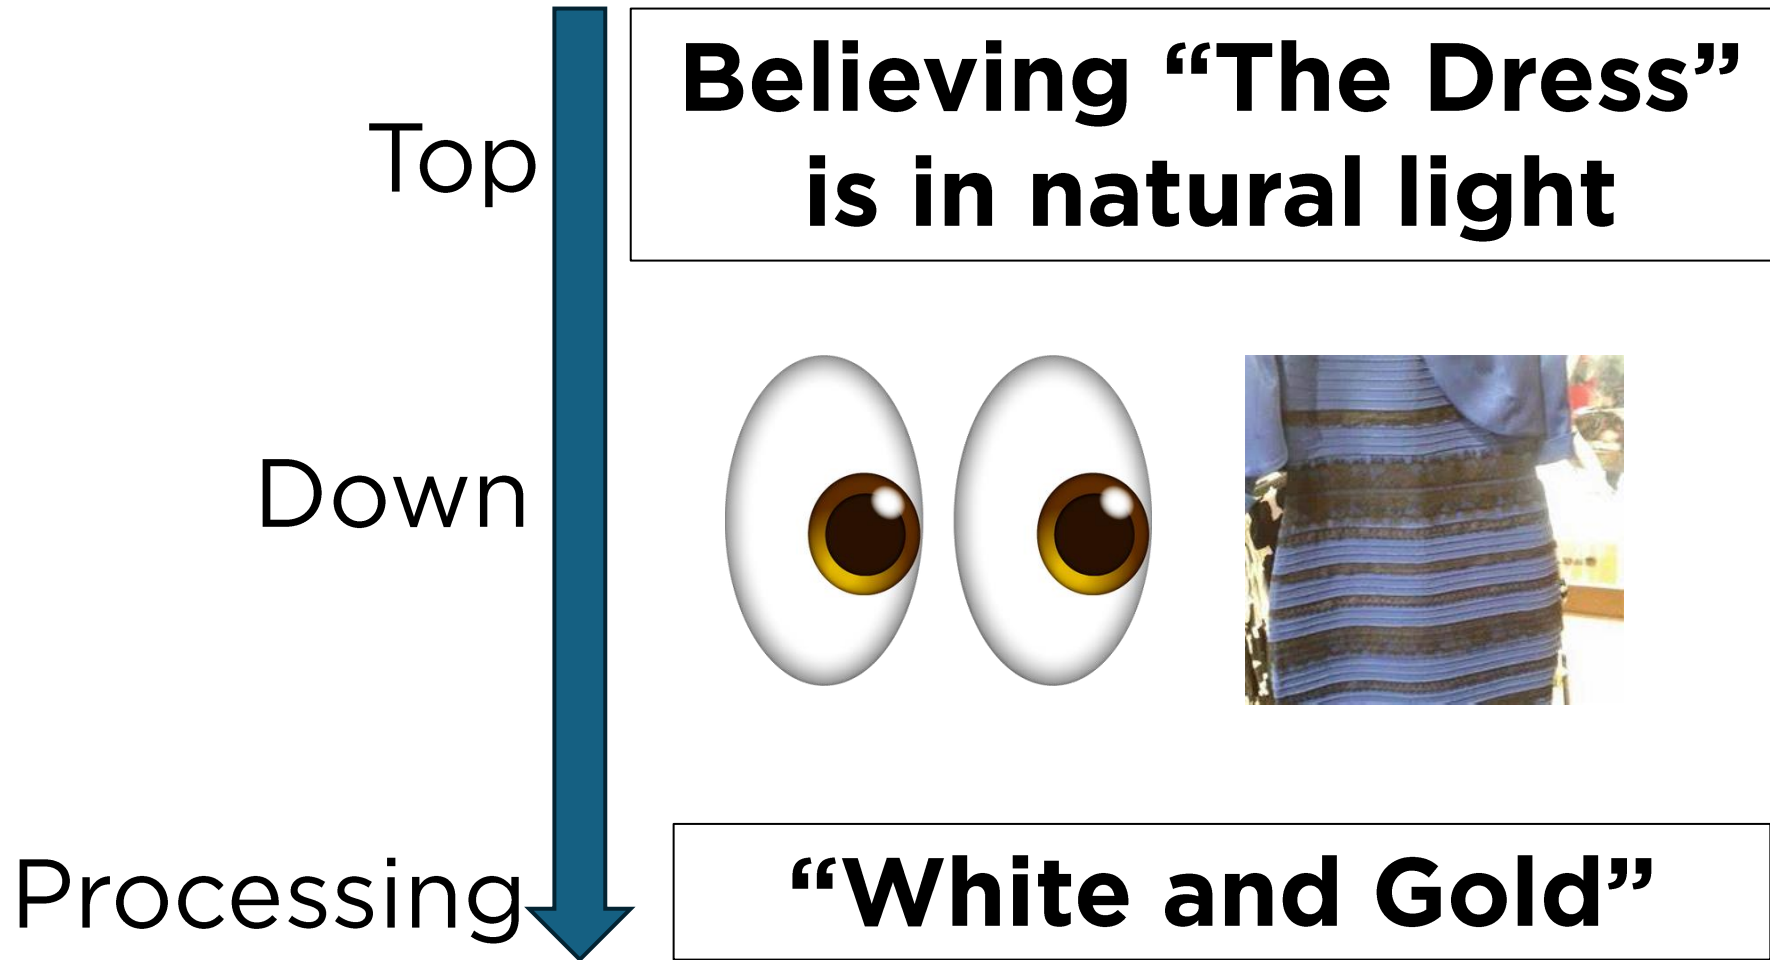 Top
Down
Processing
Believing “The Dress”
is in natural light
“White and Gold”